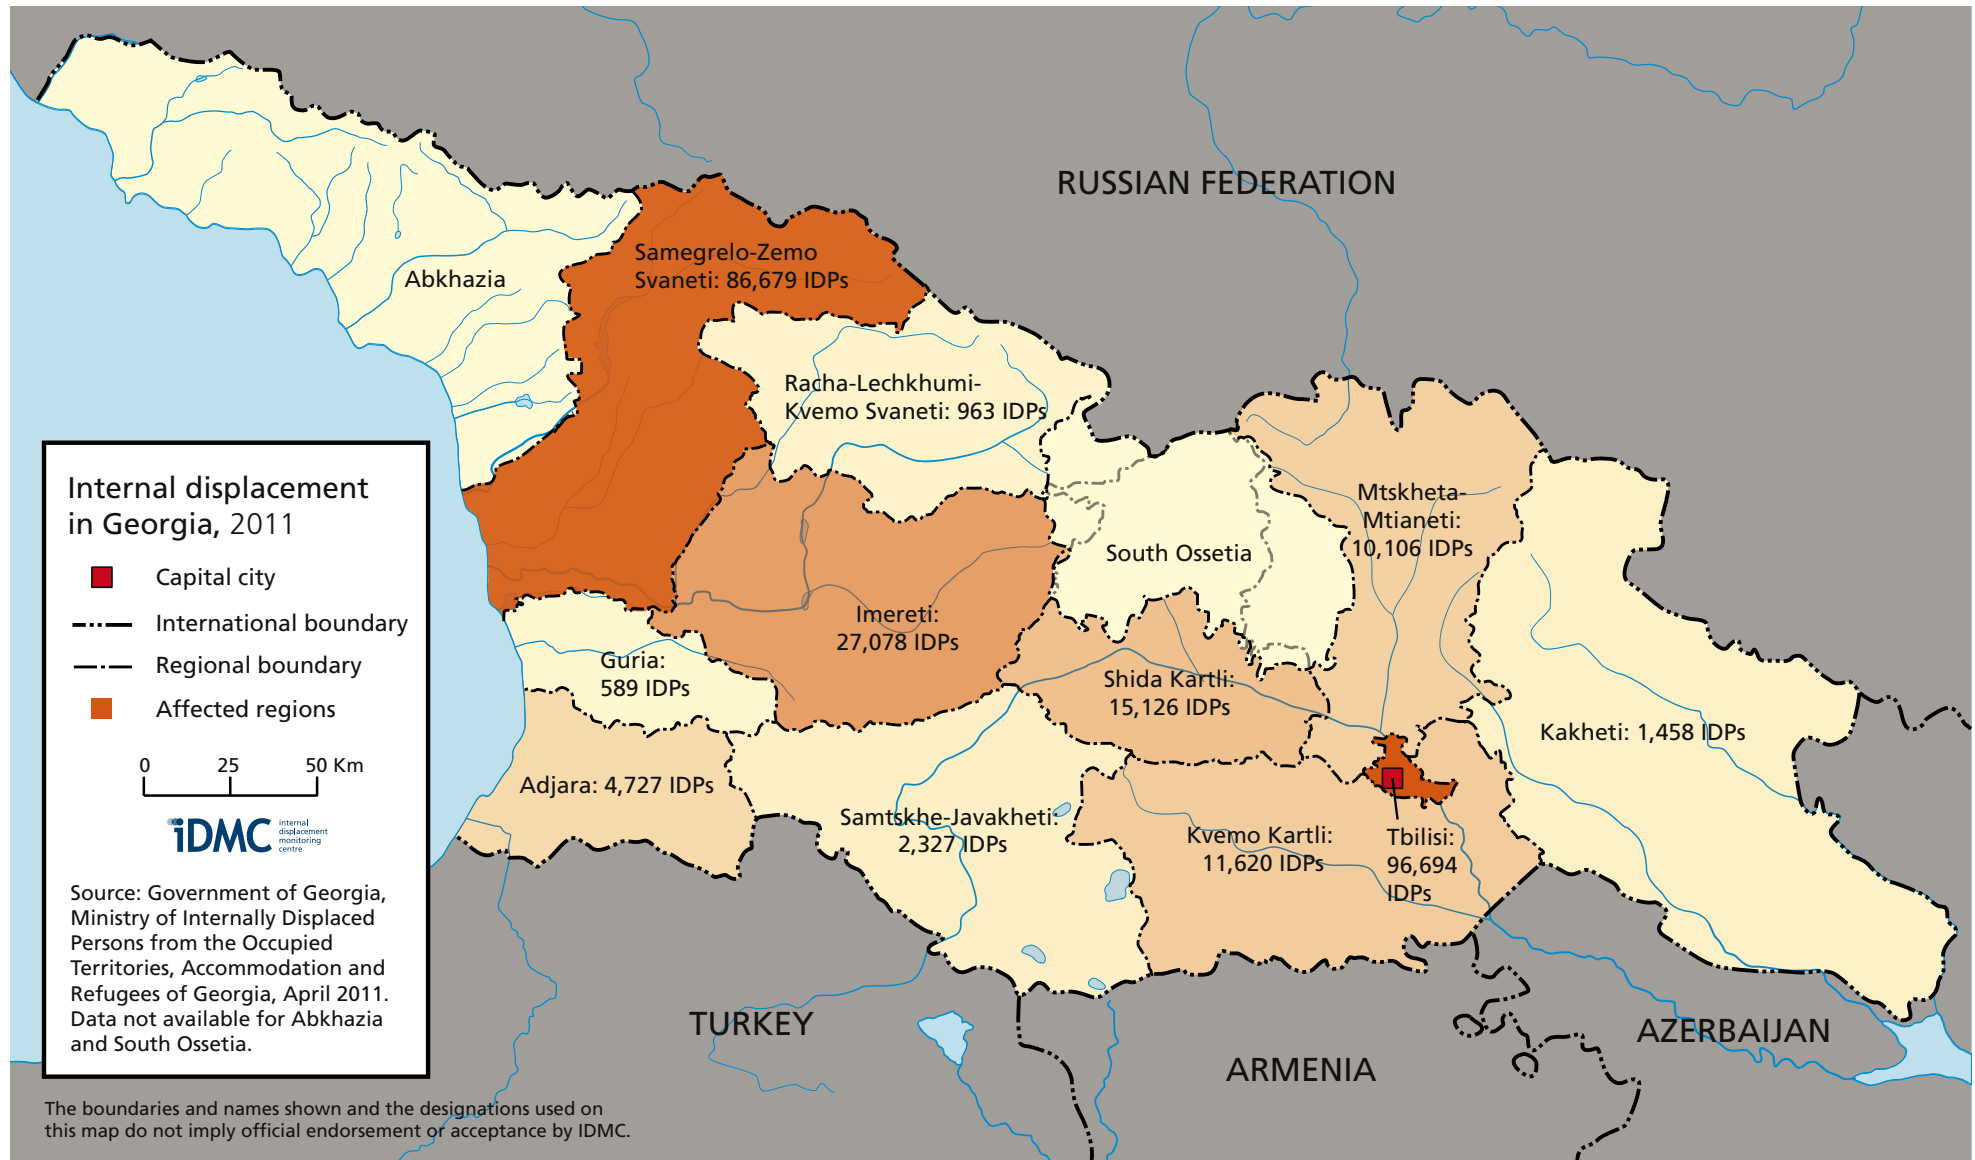 RUSSIAN FEDERATION
Samegrelo-Zemo
Svaneti: 86,679 IDPs
Abkhazia
Racha-Lechkhumi-
Kvemo Svaneti: 963 IDPs
Mtskheta-
Mtianeti:
10,106 IDPs
South Ossetia
Imereti:
27,078 IDPs
Guria:
589 IDPs
Shida Kartli:
15,126 IDPs
Kakheti: 1,458 IDPs
Adjara: 4,727 IDPs
Samtskhe-Javakheti:
2,327 IDPs
Kvemo Kartli:
11,620 IDPs
Tbilisi:
96,694
IDPs
TURKEY
ARMENIA
AZERBAIJAN
Internal displacement
in Georgia, 2011
Capital city
International boundary
Regional boundary
Affected regions
0 25 50 Km
iDMC
internal
displacement
monitoring
centre
Source: Government of Georgia,
Ministry of Internally Displaced
Persons from the Occupied
Territories, Accommodation and
Refugees of Georgia, April 2011.
Data not available for Abkhazia
and South Ossetia.
The boundaries and names shown and the designations used on
this map do not imply official endorsement or acceptance by IDMC.